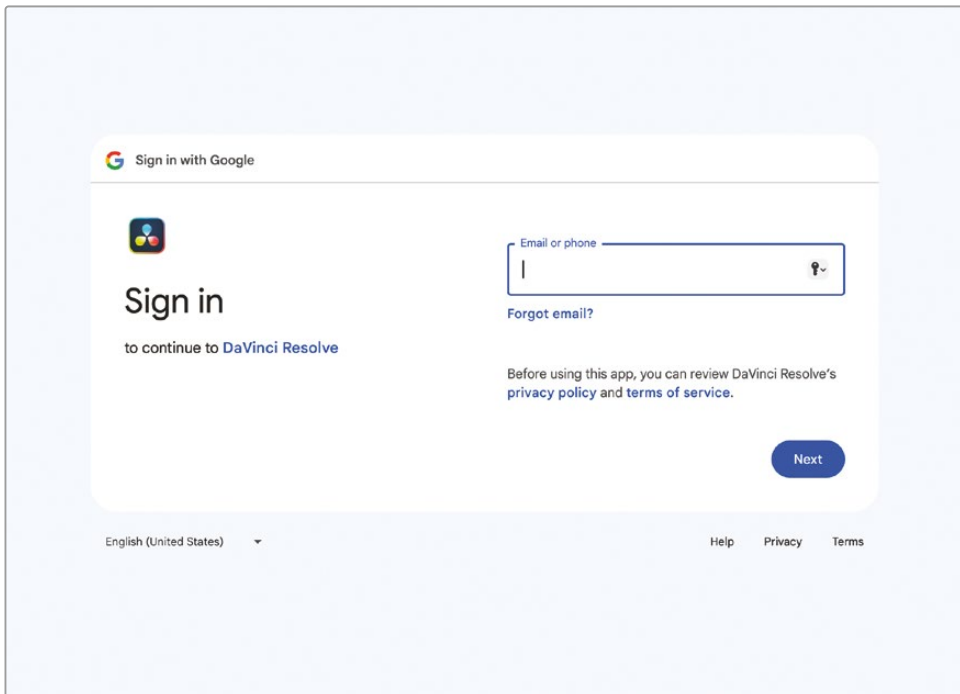 Sign in with Google
Sign in
to continue to DaVinci Resolve
Email or phone
Forgot email?
Before using this app, you can review DaVinci Resolve's
privacy policy and terms of service.
Next
English (United States)
Help Privacy Terms